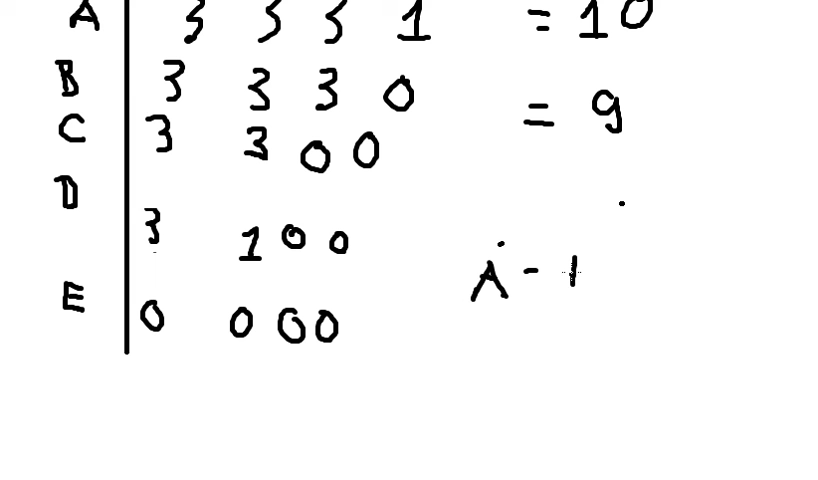 A 3 3 3 1 = 10
B 3 3 3 0 = 9
C 3 3 0 0
D 3 1 0 0
E 0 0 0 0
A - 1